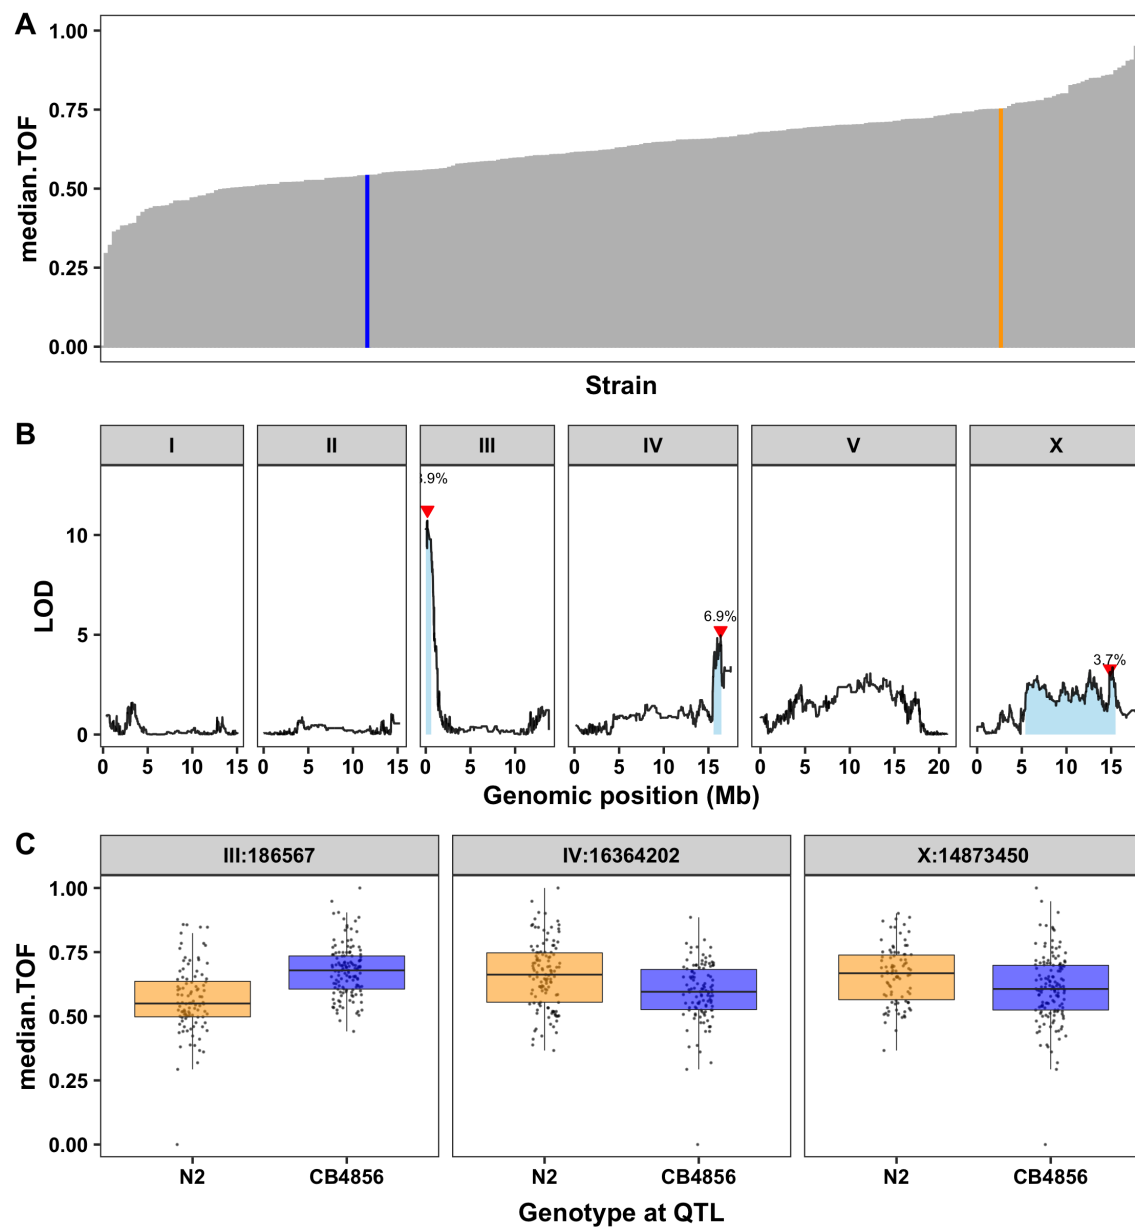 A
1.00
0.75
0.50
0.25
0.00
median.TOF
Strain
B
I II III IV V X
.9%
6.9%
3.7%
10
5
0
LOD
0 5 10 15 0 5 10 15 0 5 10 0 5 10 15 0 5 10 15 20 0 5 10 15
Genomic position (Mb)
C
III:186567 IV:16364202 X:14873450
1.00
0.75
0.50
0.25
0.00
median.TOF
N2 CB4856 N2 CB4856 N2 CB4856
Genotype at QTL